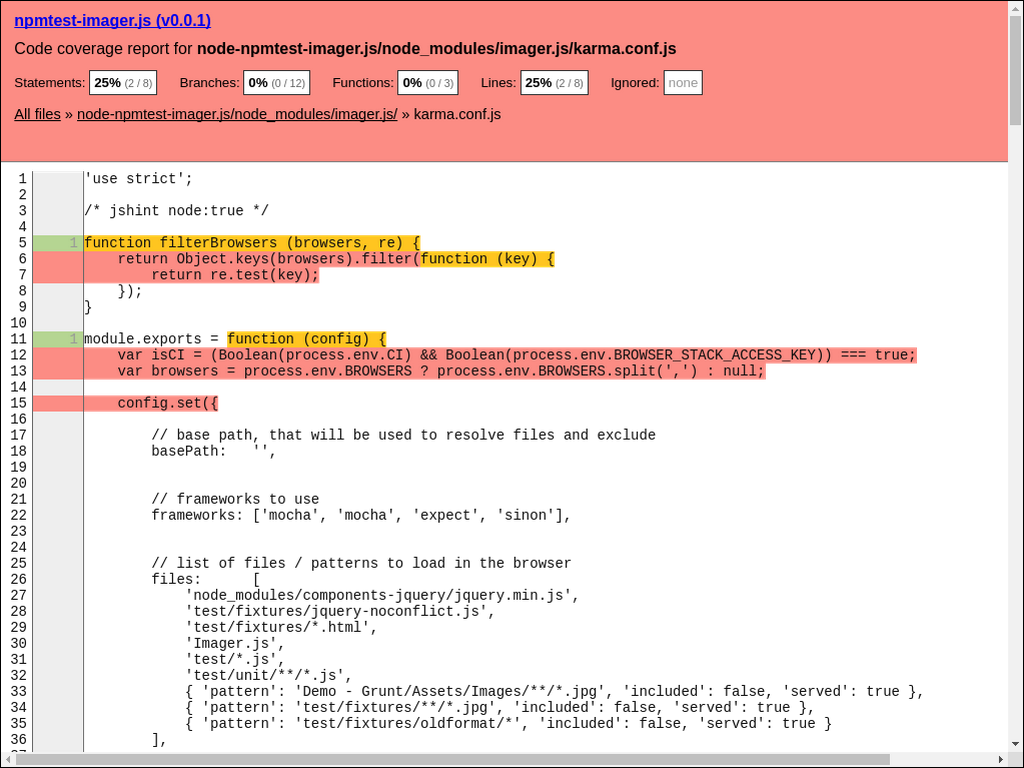 npmtest-imager.js (v0.0.1)
Code coverage report for node-npmtest-imager.js/node_modules/imager.js/karma.conf.js
Statements: 25% (2 / 8) Branches: 0% (0 / 12) Functions: 0% (0 / 3) Lines: 25% (2 / 8) Ignored: none
All files » node-npmtest-imager.js/node_modules/imager.js/ » karma.conf.js
1 'use strict';
2
3 /* jshint node:true */
4
5 1 function filterBrowsers (browsers, re) {
6     return Object.keys(browsers).filter(function (key) {
7         return re.test(key);
8     });
9 }
10
11 1 module.exports = function (config) {
12     var isCI = (Boolean(process.env.CI) && Boolean(process.env.BROWSER_STACK_ACCESS_KEY)) === true;
13     var browsers = process.env.BROWSERS ? process.env.BROWSERS.split(',') : null;
14
15     config.set({
16
17         // base path, that will be used to resolve files and exclude
18         basePath:   '',
19
20
21         // frameworks to use
22         frameworks: ['mocha', 'mocha', 'expect', 'sinon'],
23
24
25         // list of files / patterns to load in the browser
26         files:      [
27             'node_modules/components-jquery/jquery.min.js',
28             'test/fixtures/jquery-noconflict.js',
29             'test/fixtures/*.html',
30             'Imager.js',
31             'test/*.js',
32             'test/unit/**/*.js',
33             { 'pattern': 'Demo - Grunt/Assets/Images/**/*.jpg', 'included': false, 'served': true },
34             { 'pattern': 'test/fixtures/**/*.jpg', 'included': false, 'served': true },
35             { 'pattern': 'test/fixtures/oldformat/*', 'included': false, 'served': true }
36         ],